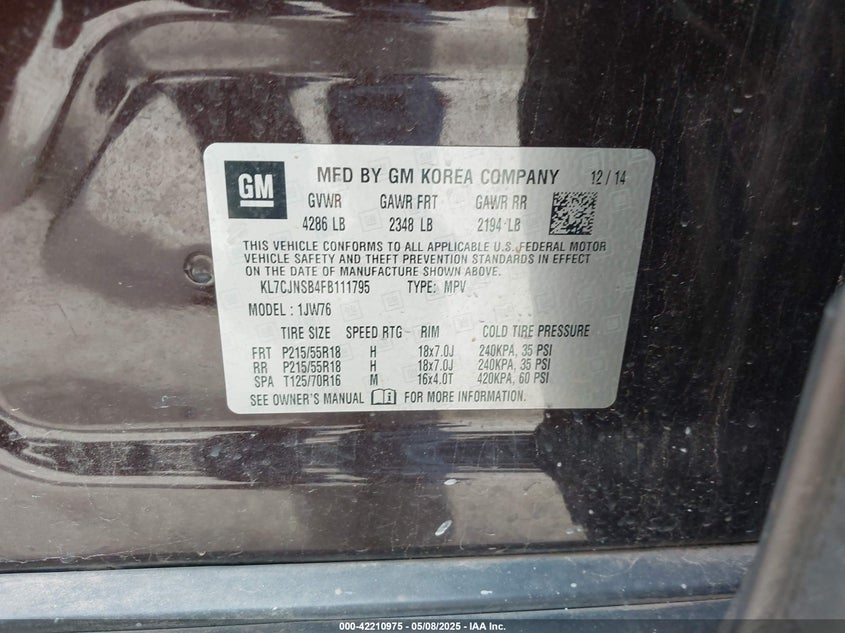 GM
MFD BY GM KOREA COMPANY 12/14
GVWR GAWR FRT GAWR RR
4286 LB 2348 LB 2194 LB
THIS VEHICLE CONFORMS TO ALL APPLICABLE U.S. FEDERAL MOTOR
VEHICLE SAFETY AND THEFT PREVENTION STANDARDS IN EFFECT
ON THE DATE OF MANUFACTURE SHOWN ABOVE.
KL7CJNSB4FB111795 TYPE: MPV
MODEL : 1JW76
TIRE SIZE SPEED RTG RIM COLD TIRE PRESSURE
FRT P215/55R18 H 18x7.0J 240KPA, 35 PSI
RR P215/55R18 H 18x7.0J 240KPA, 35 PSI
SPA T125/70R16 M 16x4.0T 420KPA, 60 PSI
SEE OWNER'S MANUAL FOR MORE INFORMATION.
000-42210975 — 05/08/2025 — IAA Inc.